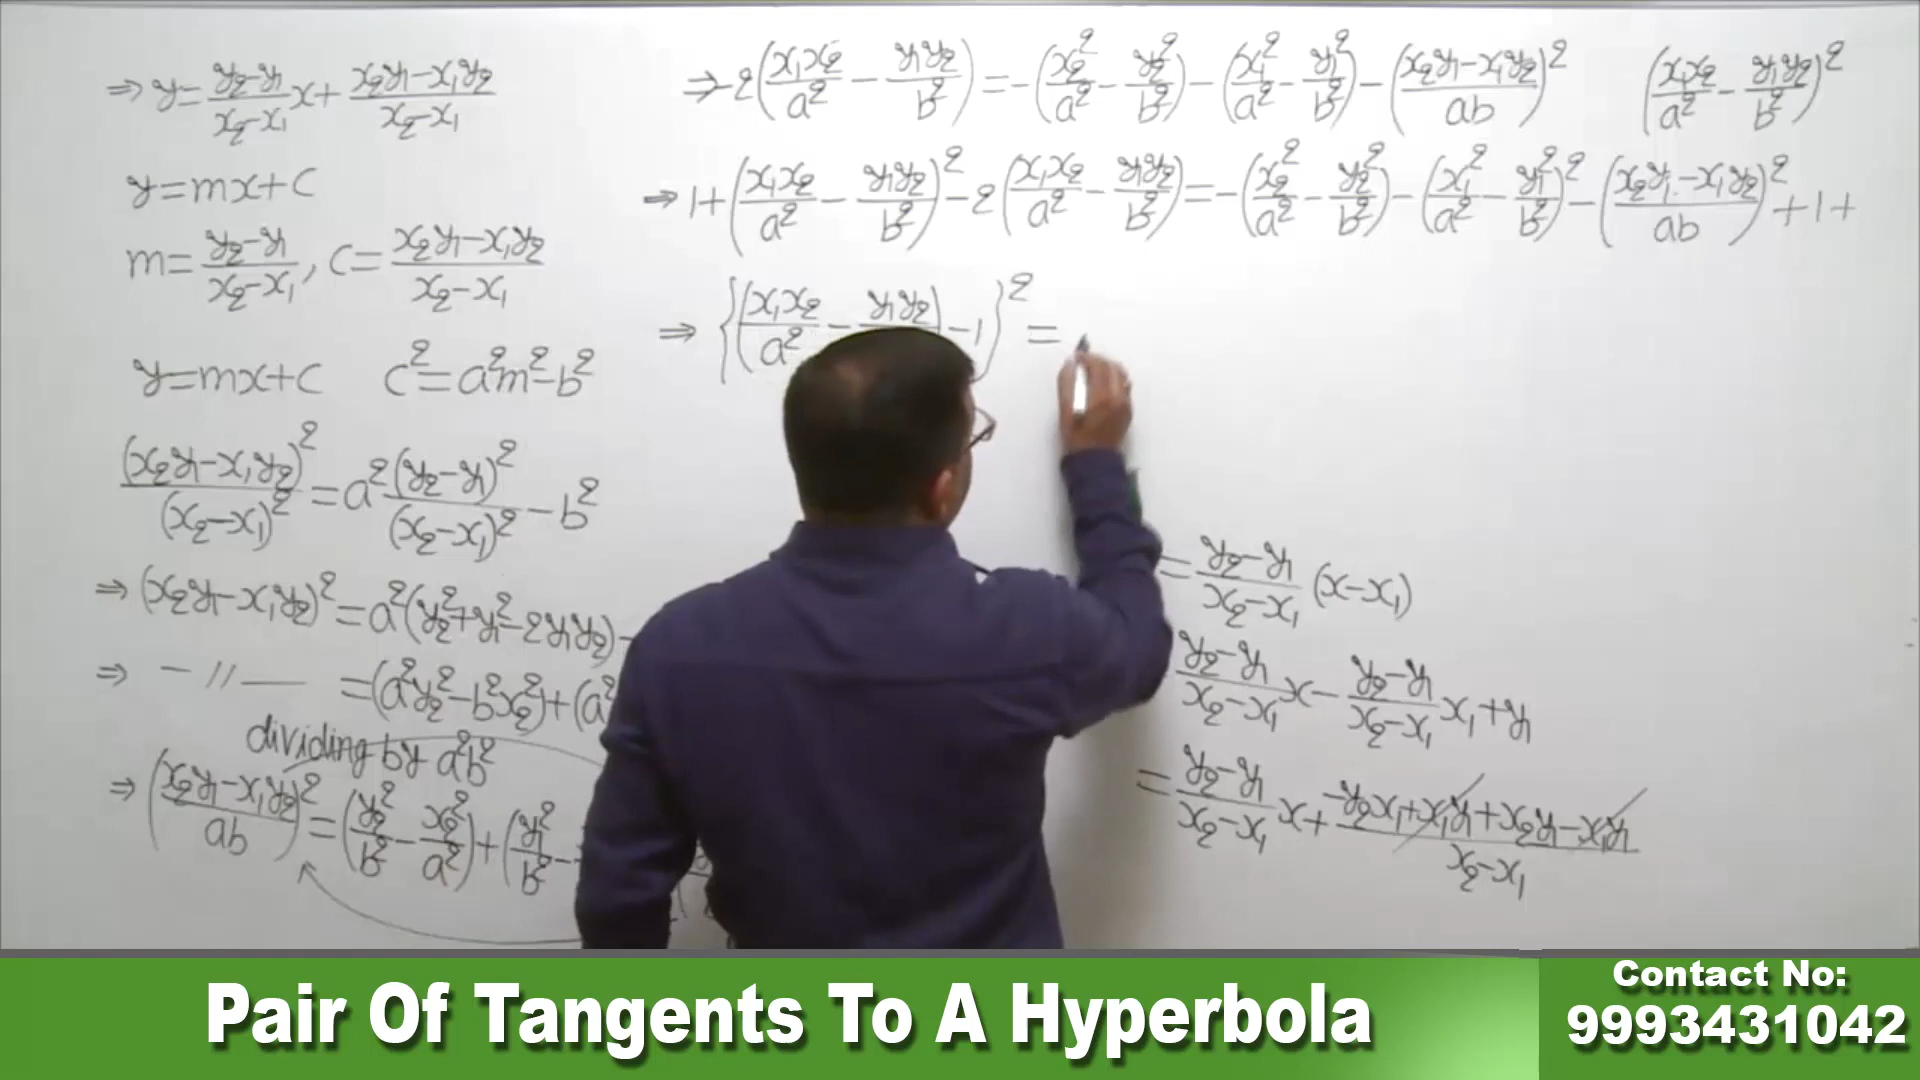 ⇒ y = (y₂-y₁)/(x₂-x₁) x + (x₂y₁-x₁y₂)/(x₂-x₁)
y = mx + c
m = (y₂-y₁)/(x₂-x₁), c = (x₂y₁-x₁y₂)/(x₂-x₁)
y = mx + c c² = a²m² - b²
(x₂y₁-x₁y₂)²/(x₂-x₁)² = a² (y₂-y₁)²/(x₂-x₁)² - b²
⇒ (x₂y₁-x₁y₂)² = a²(y₂²+y₁²-2y₁y₂) -
⇒ - // — = (a²y₂²-b²x₂²) + (a²
dividing by a²b²
⇒ ((x₂y₁-x₁y₂)/ab)² = (y₂²/b² - x₂²/a²) + (y₁²/b² -
⇒ -2(x₁x₂/a² - y₁y₂/b²) = -(x₂²/a² - y₂²/b²) - (x₁²/a² - y₁²/b²) - ((x₂y₁-x₁y₂)/ab)² (x₁x₂/a² - y₁y₂/b²)²
⇒ 1 + (x₁x₂/a² - y₁y₂/b²)² - 2(x₁x₂/a² - y₁y₂/b²) = -(x₂²/a² - y₂²/b²) - (x₁²/a² - y₁²/b²)² - ((x₂y₁-x₁y₂)/ab)² + 1 +
⇒ {(x₁x₂/a² - y₁y₂ ) - 1}² =
= (y₂-y₁)/(x₂-x₁) (x-x₁)
(y₂-y₁)/(x₂-x₁) x - (y₂-y₁)/(x₂-x₁) x₁ + y₁
= (y₂-y₁)/(x₂-x₁) x + (-y₂x₁+y₁x₁+y₁x₂-y₁x₁)/(x₂-x₁)
Pair Of Tangents To A Hyperbola
Contact No:
9993431042